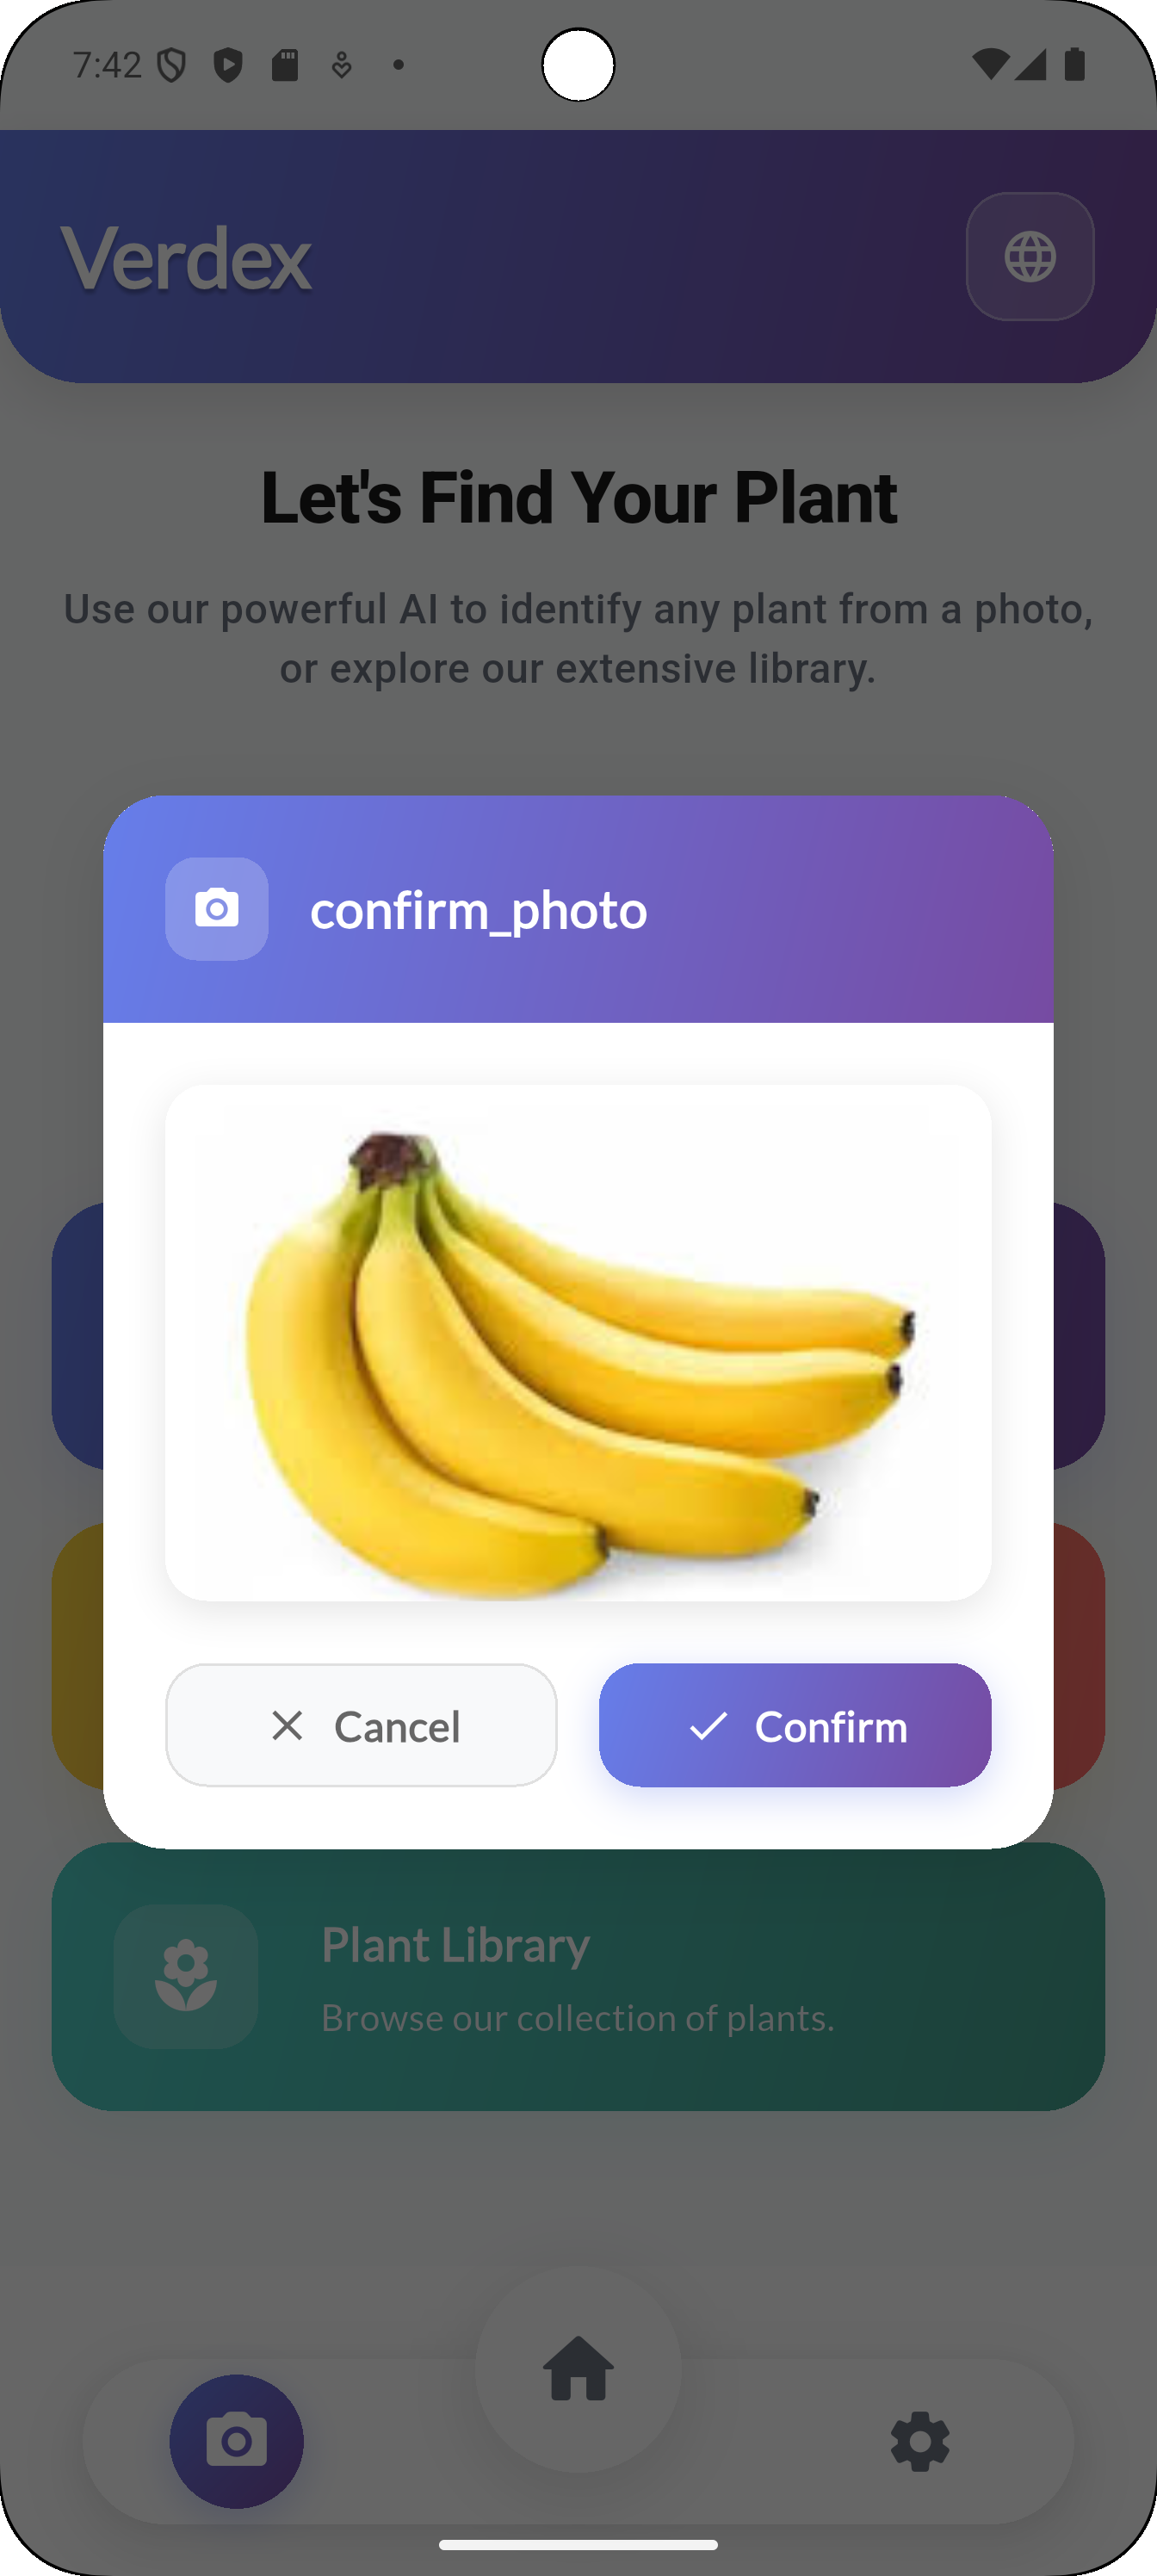 7:42
Verdex
Let's Find Your Plant
Use our powerful AI to identify any plant from a photo,
or explore our extensive library.
confirm_photo
Cancel
Confirm
Plant Library
Browse our collection of plants.